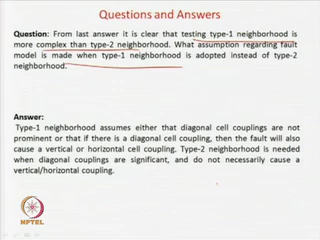 Questions and Answers
Question: From last answer it is clear that testing type-1 neighborhood is
more complex than type-2 neighborhood. What assumption regarding fault
model is made when type-1 neighborhood is adopted instead of type-2
neighborhood.
Answer:
Type-1 neighborhood assumes either that diagonal cell couplings are not
prominent or that if there is a diagonal cell coupling, then the fault will also
cause a vertical or horizontal cell coupling. Type-2 neighborhood is needed
when diagonal couplings are significant, and do not necessarily cause a
vertical/horizontal coupling.
NPTEL